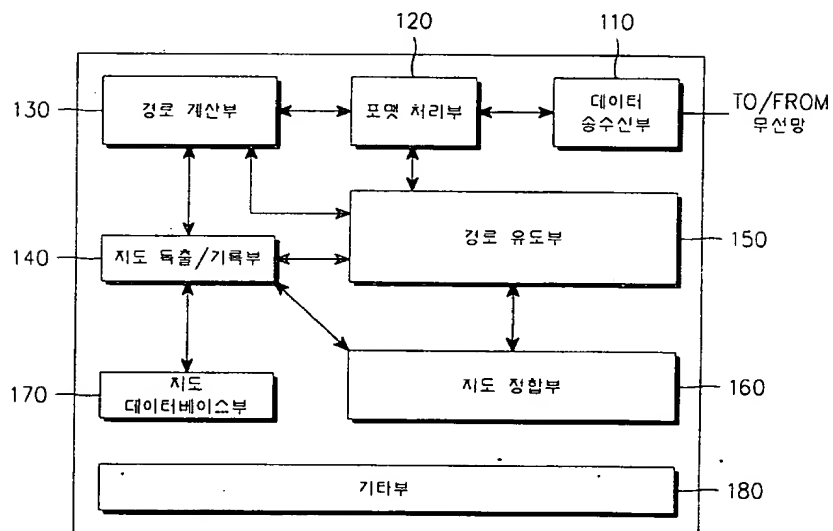 120
110
130
경로 계산부
포맷 처리부
데이터
송수신부
TO/FROM
무선망
경로 유도부
150
140
지도 독출/기록부
170
지도
데이터베이스부
지도 정합부
160
기타부
180